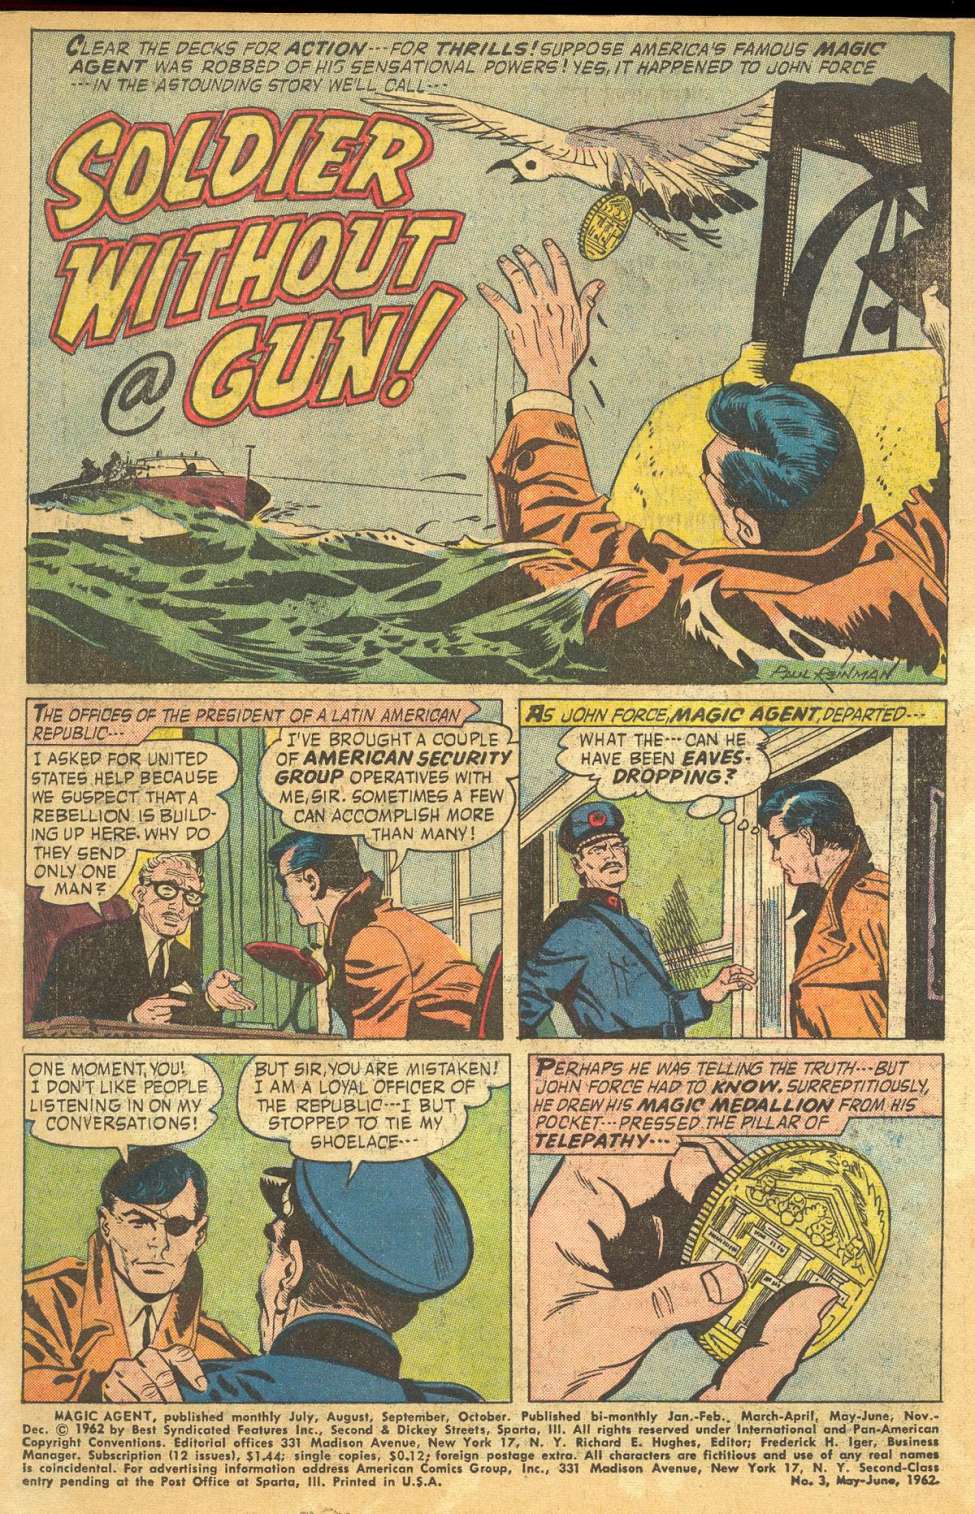 CLEAR THE DECKS FOR ACTION---FOR THRILLS! SUPPOSE AMERICA'S FAMOUS MAGIC
AGENT WAS ROBBED OF HIS SENSATIONAL POWERS! YES, IT HAPPENED TO JOHN FORCE
---IN THE ASTOUNDING STORY WE'LL CALL---
SOLDIER
WITHOUT
@ GUN!
PAUL REINMAN
THE OFFICES OF THE PRESIDENT OF A LATIN AMERICAN
REPUBLIC---
I ASKED FOR UNITED
STATES HELP BECAUSE
WE SUSPECT THAT A
REBELLION IS BUILD-
ING UP HERE. WHY DO
THEY SEND
ONLY ONE
MAN?
I'VE BROUGHT A COUPLE
OF AMERICAN SECURITY
GROUP OPERATIVES WITH
ME, SIR. SOMETIMES A FEW
CAN ACCOMPLISH MORE
THAN MANY!
AS JOHN FORCE, MAGIC AGENT, DEPARTED---
WHAT THE--- CAN HE
HAVE BEEN EAVES-
DROPPING?
ONE MOMENT, YOU!
I DON'T LIKE PEOPLE
LISTENING IN ON MY
CONVERSATIONS!
BUT SIR, YOU ARE MISTAKEN!
I AM A LOYAL OFFICER OF
THE REPUBLIC---I BUT
STOPPED TO TIE MY
SHOELACE---
PERHAPS HE WAS TELLING THE TRUTH---BUT
JOHN FORCE HAD TO KNOW. SURREPTITIOUSLY,
HE DREW HIS MAGIC MEDALLION FROM HIS
POCKET---PRESSED THE PILLAR OF
TELEPATHY---
MAGIC AGENT, published monthly July, August, September, October. Published bi-monthly Jan.-Feb., March-April, May-June, Nov.-
Dec. © 1962 by Best Syndicated Features Inc., Second & Dickey Streets, Sparta, Ill. All rights reserved under International and Pan-American
Copyright Conventions. Editorial offices 331 Madison Avenue, New York 17, N. Y. Richard E. Hughes, Editor; Frederick H. Iger, Business
Manager. Subscription (12 issues), $1.44; single copies, $0.12; foreign postage extra. All characters are fictitious and use of any real names
is coincidental. For advertising information address American Comics Group, Inc., 331 Madison Avenue, New York 17, N. Y. Second-Class
entry pending at the Post Office at Sparta, Ill. Printed in U.S.A.
No. 3, May-June, 1962.